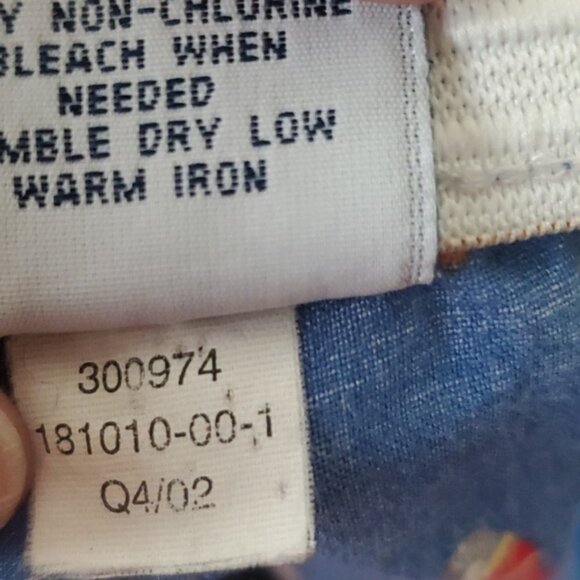 Y NON-CHLORINE
BLEACH WHEN
NEEDED
MBLE DRY LOW
WARM IRON
300974
181010-00-1
Q4/02